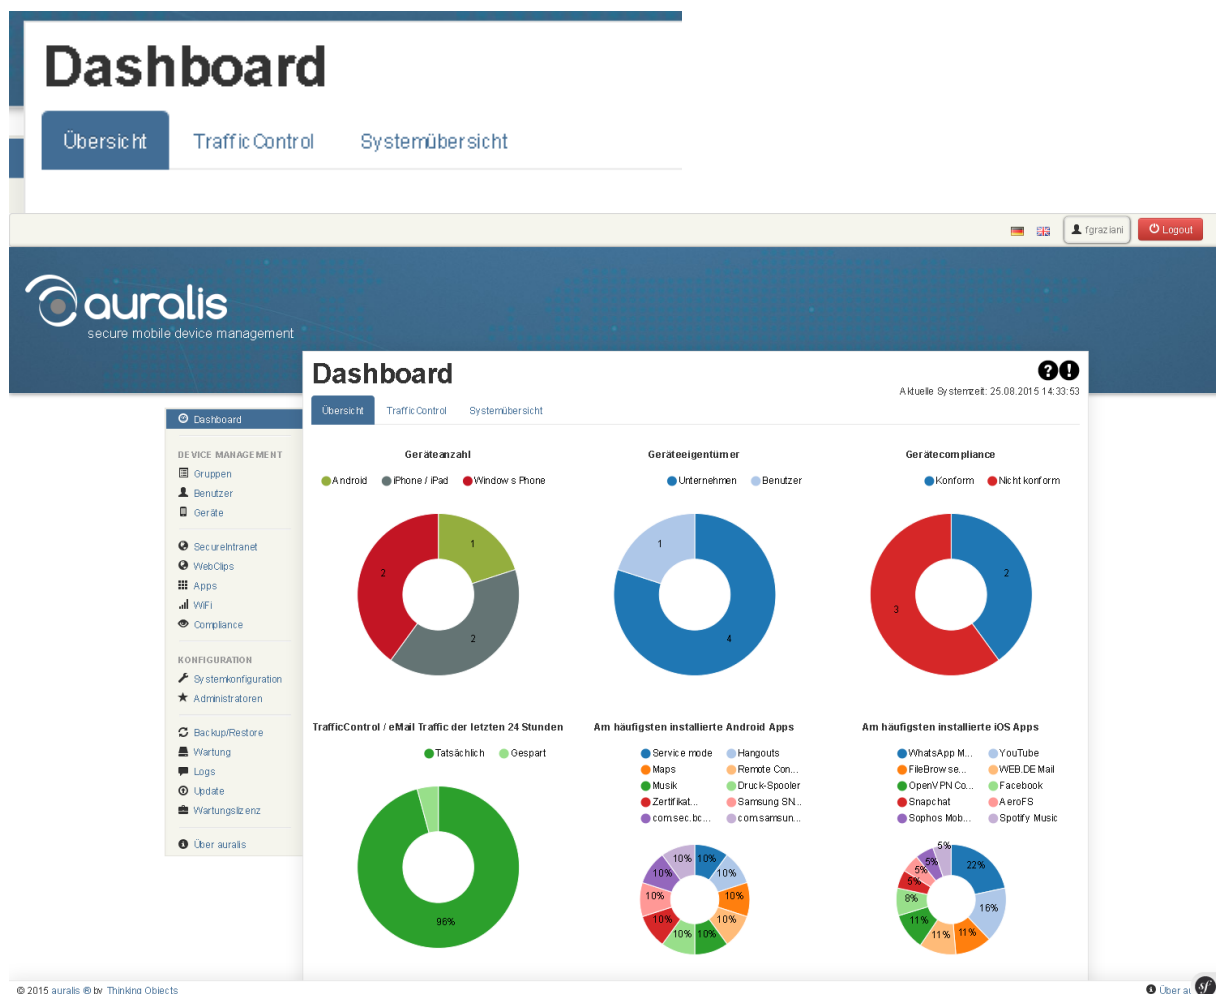 Dashboard
Übersicht TrafficControl Systemübersicht
fgraziani Logout
auralis
secure mobile device management
Dashboard
Aktuelle Systemzeit: 25.08.2015 14:33:53
Übersicht TrafficControl Systemübersicht
Dashboard
DEVICE MANAGEMENT
Gruppen
Benutzer
Geräte
SecureIntranet
WebClips
Apps
WiFi
Compliance
KONFIGURATION
Systemkonfiguration
Administratoren
Backup/Restore
Wartung
Logs
Update
Wartungslizenz
Über auralis
Geräteanzahl
Android iPhone / iPad Windows Phone
1
2
2
Geräteeigentümer
Unternehmen Benutzer
1
4
Gerätecompliance
Konform Nicht konform
2
3
TrafficControl / eMail Traffic der letzten 24 Stunden
Tatsächlich Gespart
96%
Am häufigsten installierte Android Apps
Service mode Hangouts
Maps Remote Con...
Musik Druck-Spooler
Zertifikat... Samsung SN...
com.sec.bc... com.samsun...
10% 10%
10% 10%
10% 10%
10% 10%
10% 10%
Am häufigsten installierte iOS Apps
WhatsApp M... YouTube
FileBrowse... WEB.DE Mail
OpenVPN Co... Facebook
Snapchat AeroFS
Sophos Mob... Spotify Music
5%
5% 22%
5%
5%
8% 16%
11%
11% 11%
© 2015 auralis ® by Thinking Objects
Über au
sf